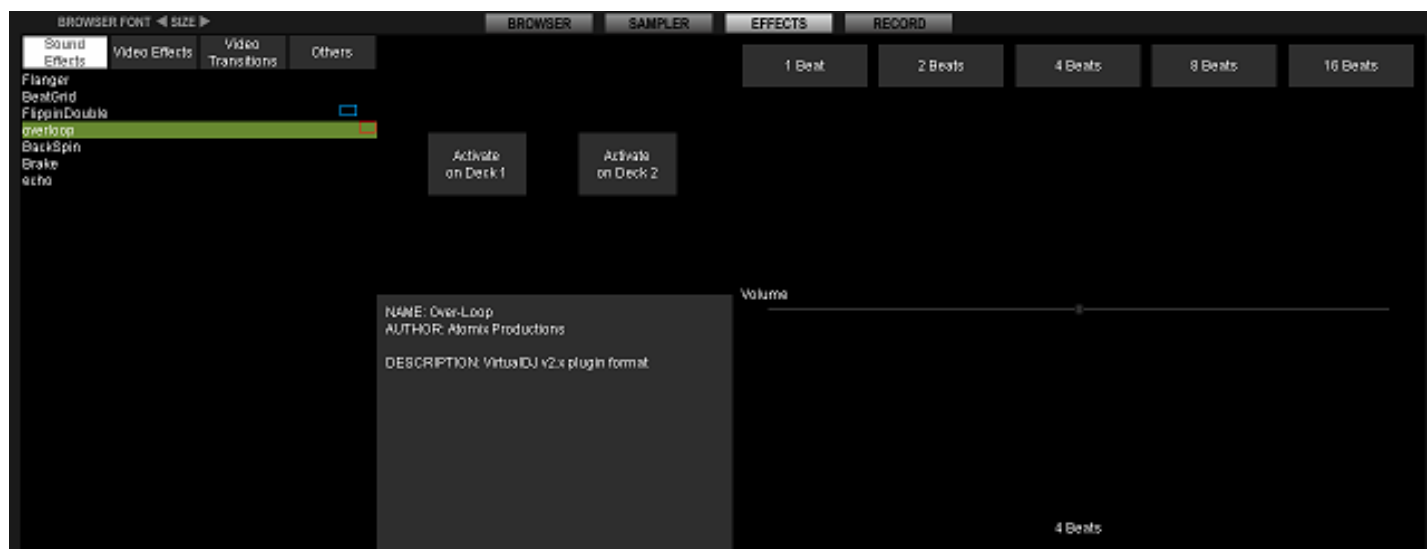 BROWSER FONT ◀ SIZE ▶
BROWSER
SAMPLER
EFFECTS
RECORD
Sound
Effects
Video Effects
Video
Transitions
Others
Flanger
BeatGrid
FlippinDouble
overloop
BackSpin
Brake
echo
Activate
on Deck 1
Activate
on Deck 2
NAME: Over-Loop
AUTHOR: Atomix Productions
DESCRIPTION: VirtualDJ v2.x plugin format
1 Beat
2 Beats
4 Beats
8 Beats
16 Beats
Volume
4 Beats